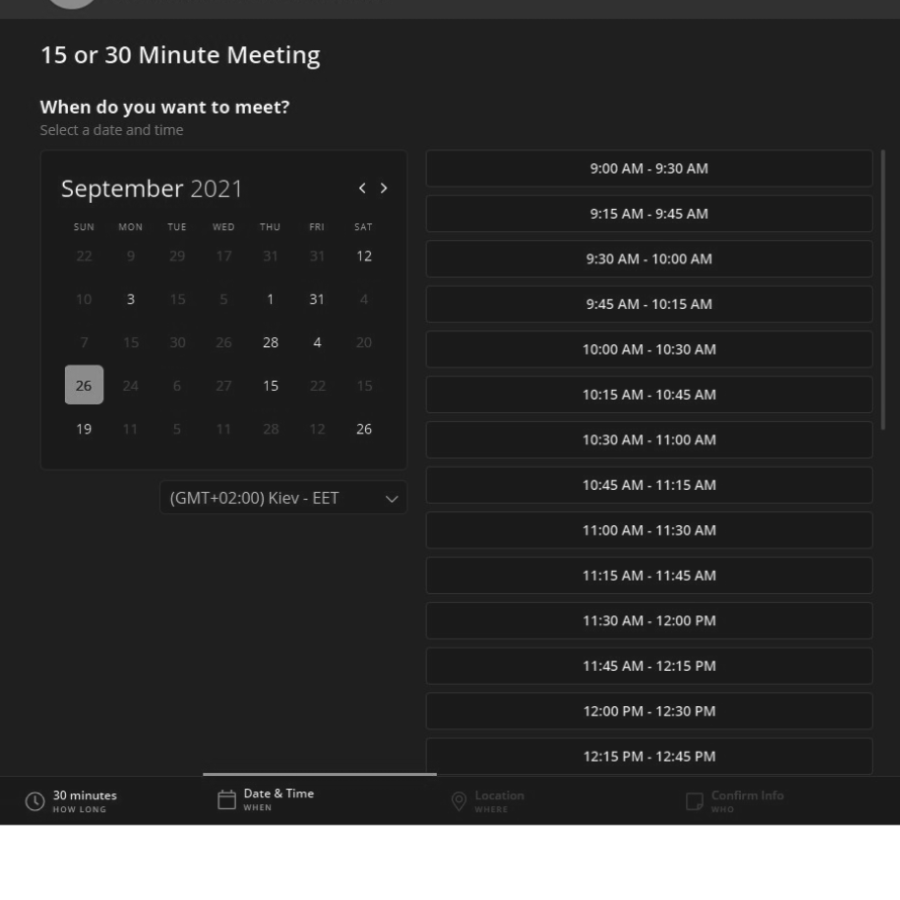 15 or 30 Minute Meeting
When do you want to meet?
Select a date and time
September 2021
SUN MON TUE WED THU FRI SAT
22 9 29 17 31 31 12
10 3 15 5 1 31 4
7 15 30 26 28 4 20
26 24 6 27 15 22 15
19 11 5 11 28 12 26
(GMT+02:00) Kiev - EET
9:00 AM - 9:30 AM
9:15 AM - 9:45 AM
9:30 AM - 10:00 AM
9:45 AM - 10:15 AM
10:00 AM - 10:30 AM
10:15 AM - 10:45 AM
10:30 AM - 11:00 AM
10:45 AM - 11:15 AM
11:00 AM - 11:30 AM
11:15 AM - 11:45 AM
11:30 AM - 12:00 PM
11:45 AM - 12:15 PM
12:00 PM - 12:30 PM
12:15 PM - 12:45 PM
30 minutes
HOW LONG
Date & Time
WHEN
Location
WHERE
Confirm Info
WHO